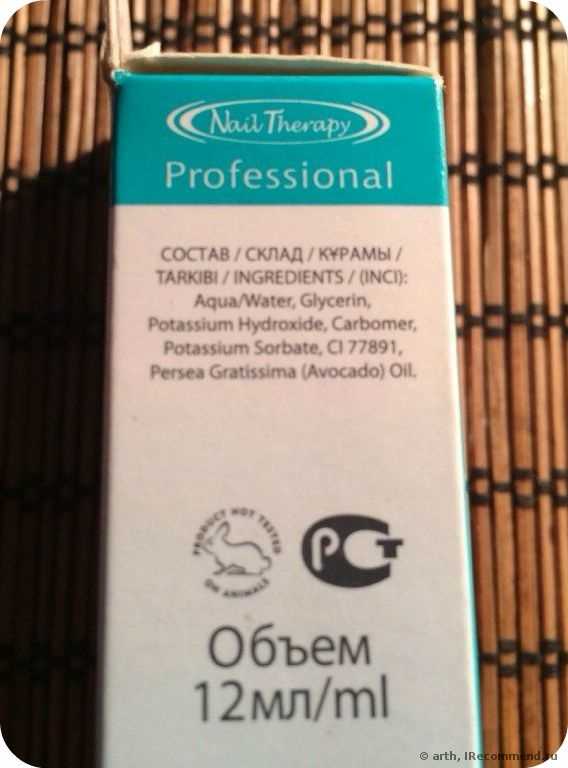 Nail Therapy
Professional
СОСТАВ / СКЛАД / ҚҰРАМЫ /
TARKIBI / INGREDIENTS / (INCI):
Aqua/Water, Glycerin,
Potassium Hydroxide, Carbomer,
Potassium Sorbate, CI 77891,
Persea Gratissima (Avocado) Oil.
PRODUCT NOT TESTED
ON ANIMALS
РСТ
Объем
12мл/ml
© arth, IRecommend.ru